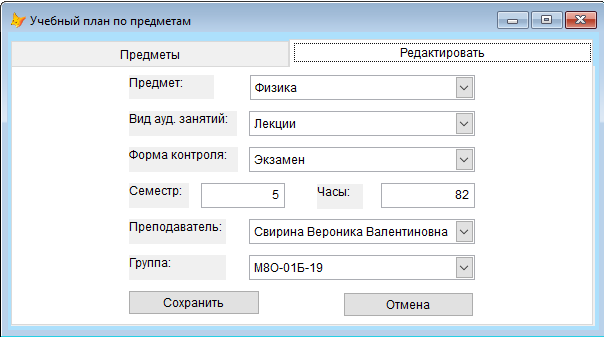 Учебный план по предметам
Предметы
Редактировать
Предмет: Физика
Вид ауд. занятий: Лекции
Форма контроля: Экзамен
Семестр: 5 Часы: 82
Преподаватель: Свирина Вероника Валентиновна
Группа: М8О-01Б-19
Сохранить Отмена